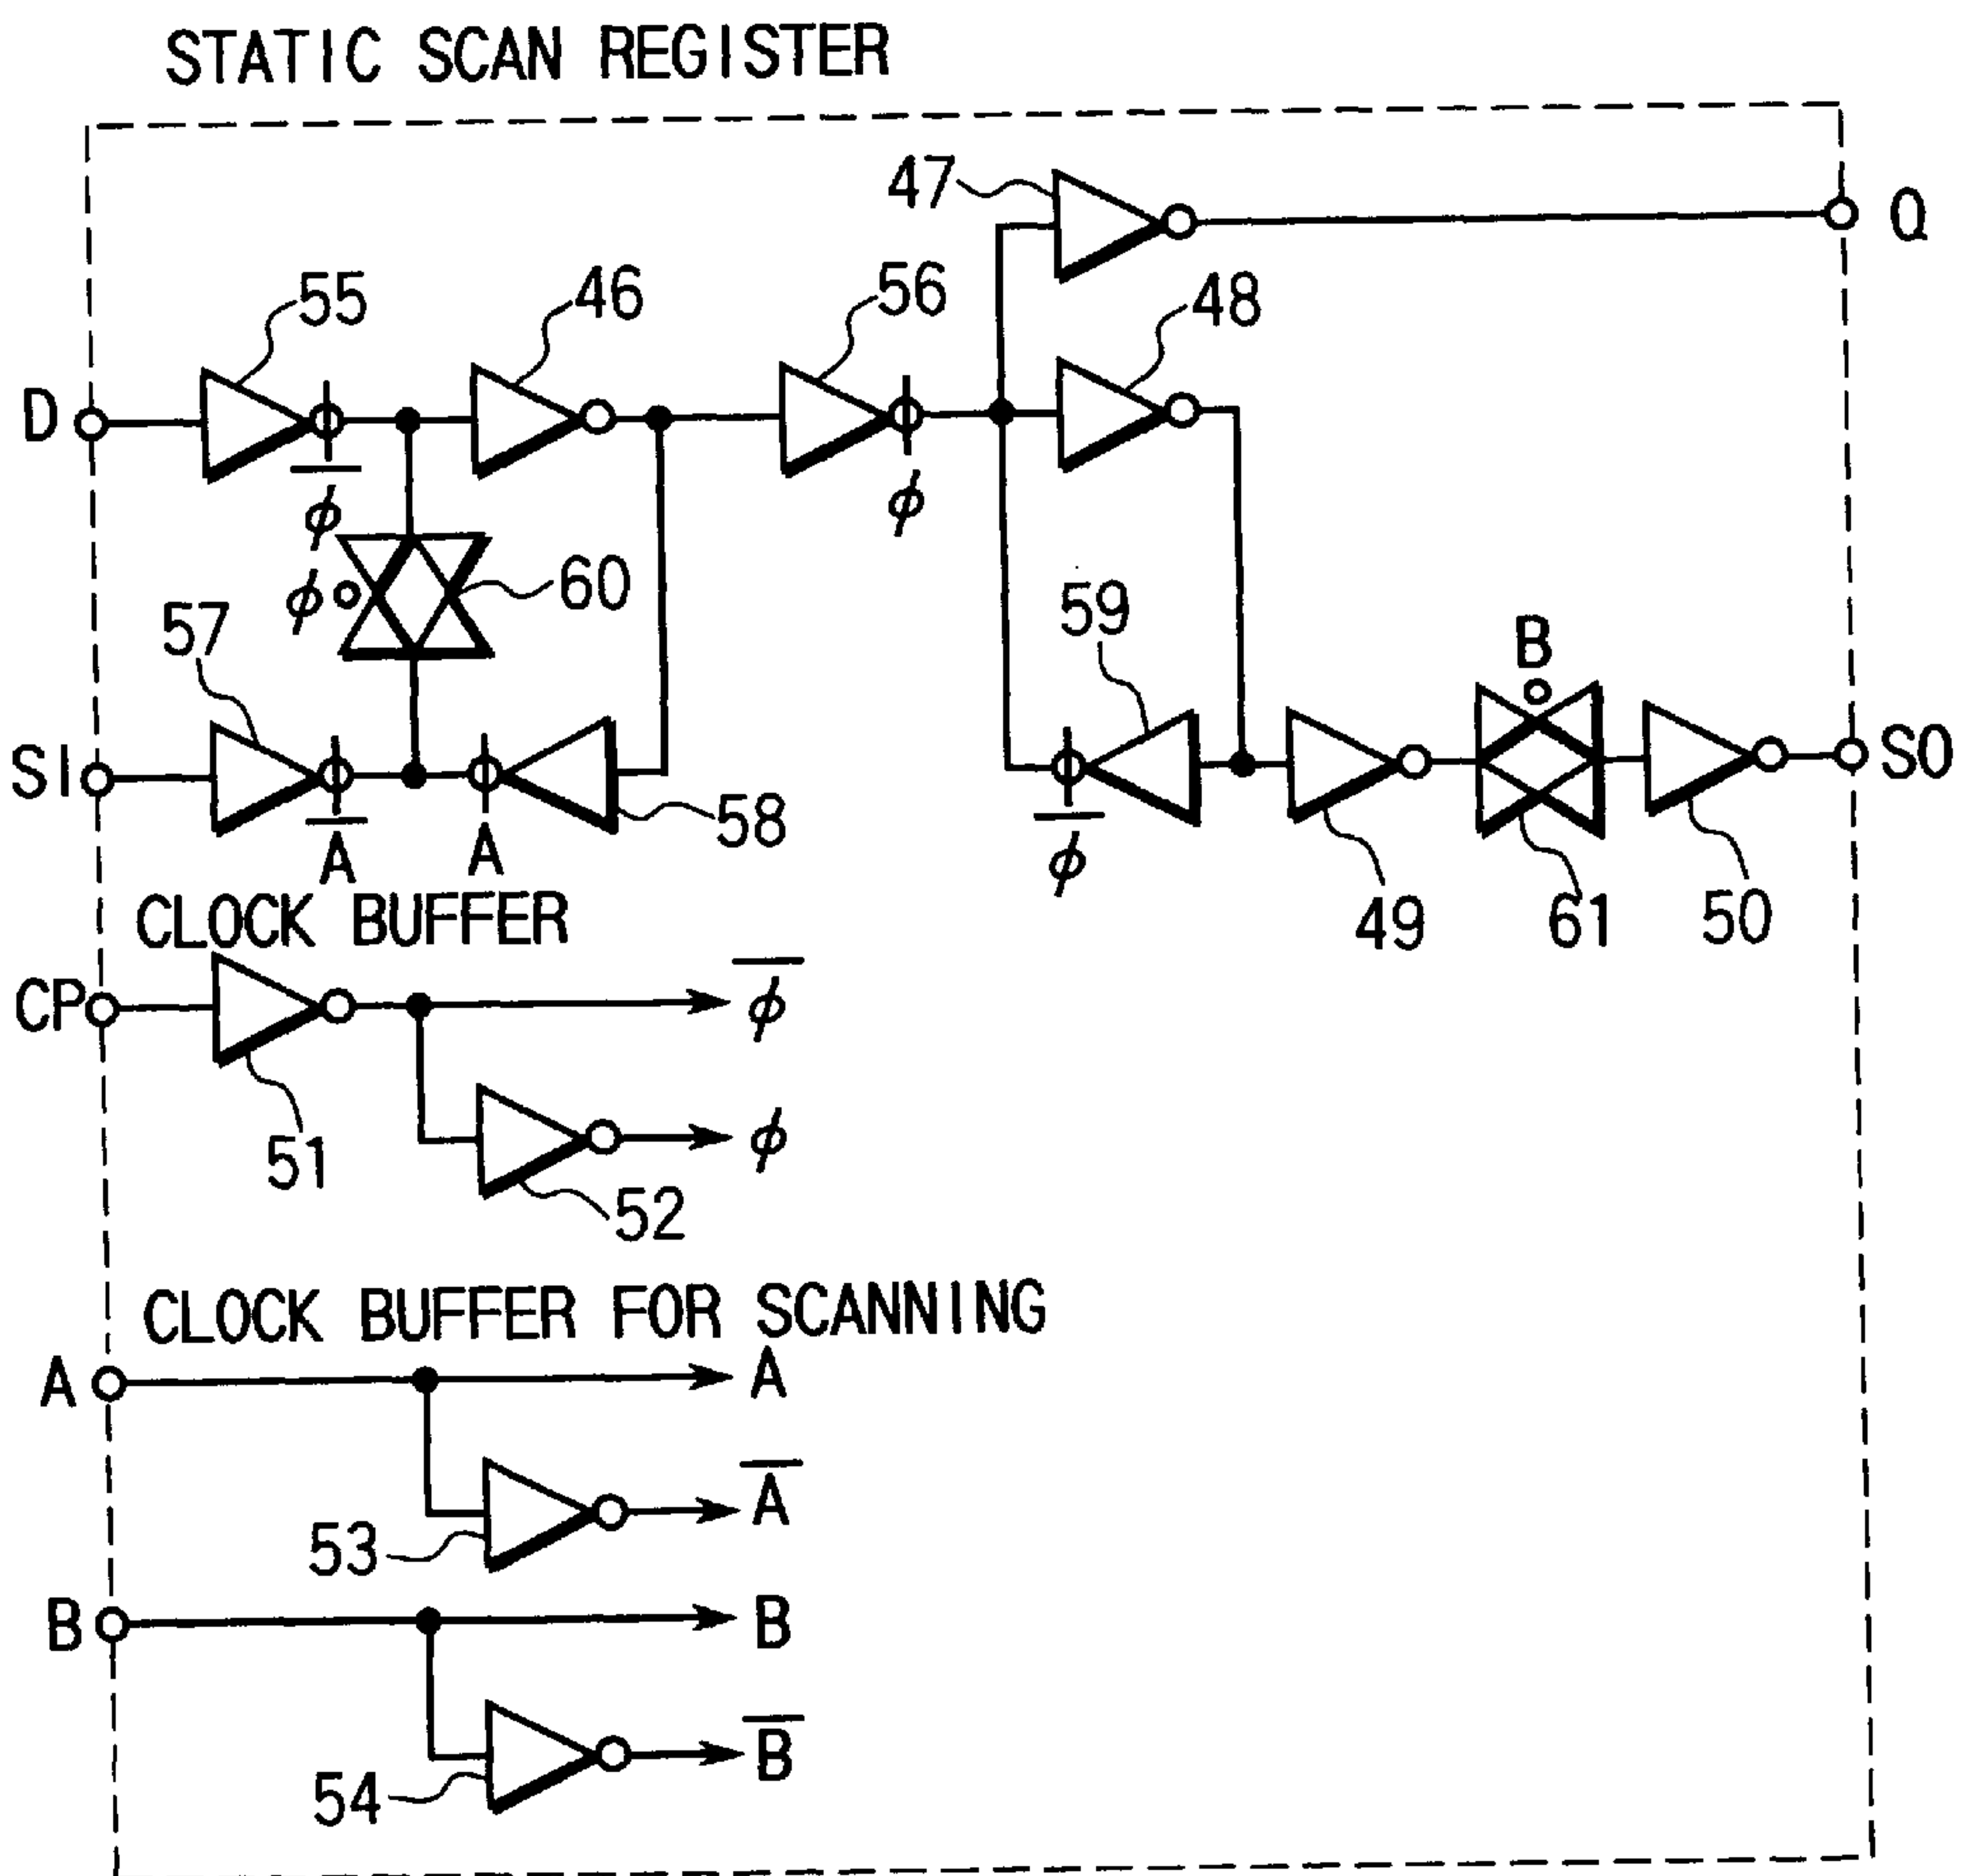 STATIC SCAN REGISTER
47
Q
55
46
56
48
D
φ̅
φ
φ
60
57
59
B
SI
SO
A̅
A
58
φ̅
49
61
50
CLOCK BUFFER
CP
φ̅
51
φ
52
CLOCK BUFFER FOR SCANNING
A
A
53
A̅
B
B
54
B̅